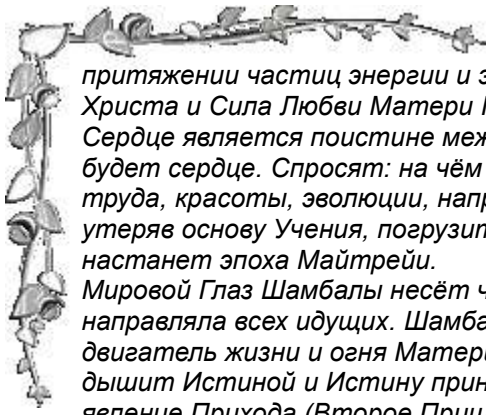 притяжении частиц энергии и з
Христа и Сила Любви Матери
Сердце является поистине меж
будет сердце. Спросят: на чём
труда, красоты, эволюции, напр
утеряв основу Учения, погрузит
настанет эпоха Майтрейи.
Мировой Глаз Шамбалы несёт ч
направляла всех идущих. Шамба
двигатель жизни и огня Матери
дышит Истиной и Истину прин
явление Прихода (Второе Приш